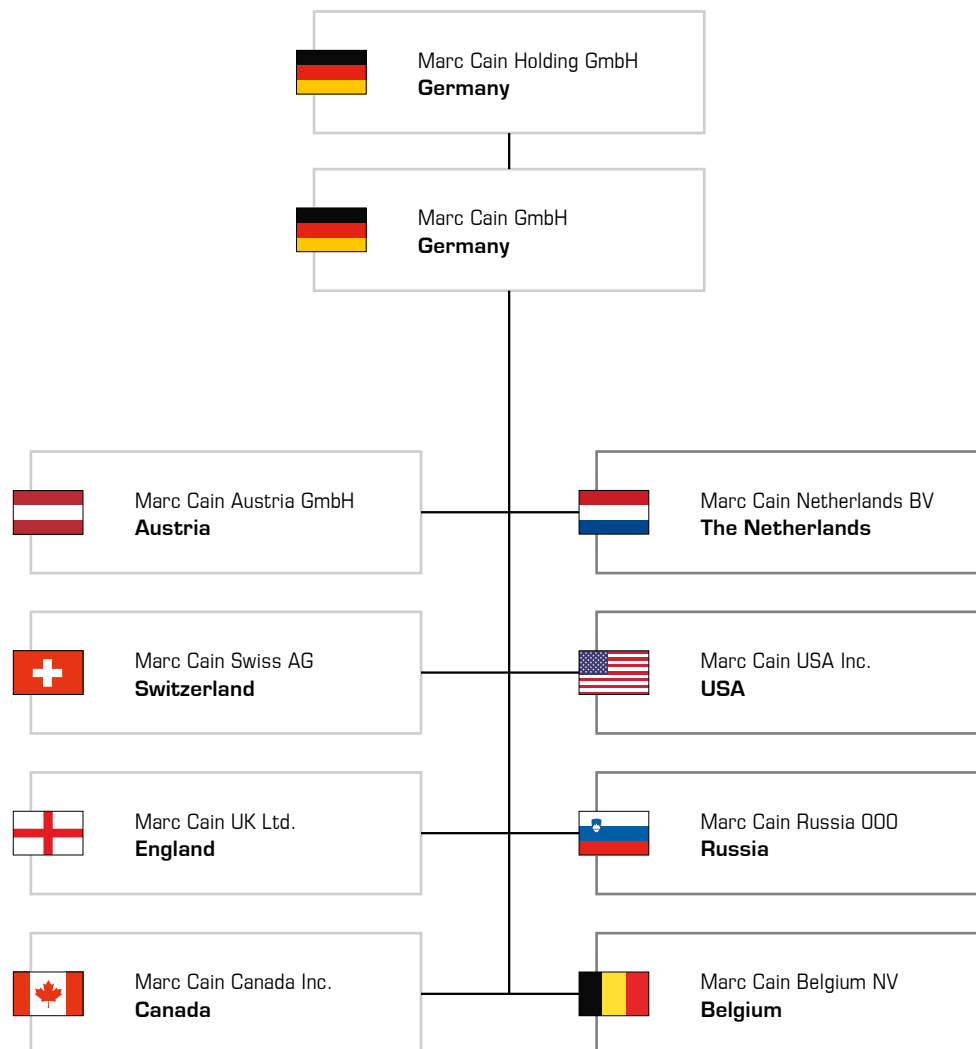 Marc Cain Holding GmbH
Germany
Marc Cain GmbH
Germany
Marc Cain Austria GmbH
Austria
Marc Cain Netherlands BV
The Netherlands
Marc Cain Swiss AG
Switzerland
Marc Cain USA Inc.
USA
Marc Cain UK Ltd.
England
Marc Cain Russia OOO
Russia
Marc Cain Canada Inc.
Canada
Marc Cain Belgium NV
Belgium